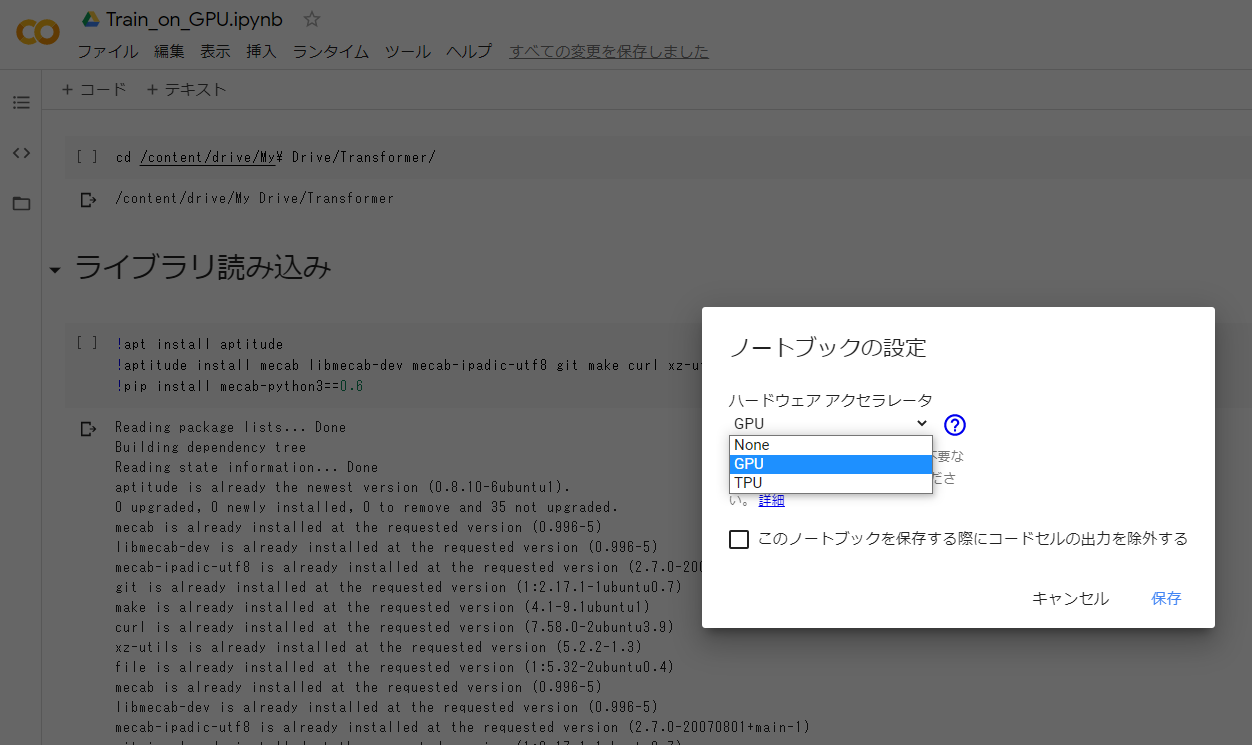 Train_on_GPU.ipynb
ファイル 編集 表示 挿入 ランタイム ツール ヘルプ すべての変更を保存しました
+ コード + テキスト
[ ] cd /content/drive/My¥ Drive/Transformer/
/content/drive/My Drive/Transformer
ライブラリ読み込み
[ ] !apt install aptitude
!aptitude install mecab libmecab-dev mecab-ipadic-utf8 git make curl
!pip install mecab-python3==0.6
Reading package lists... Done
Building dependency tree
Reading state information... Done
aptitude is already the newest version (0.8.10-6ubuntu1).
0 upgraded, 0 newly installed, 0 to remove and 35 not upgraded.
mecab is already installed at the requested version (0.996-5)
libmecab-dev is already installed at the requested version (0.996-5)
mecab-ipadic-utf8 is already installed at the requested version (2.7.0-200
git is already installed at the requested version (1:2.17.1-1ubuntu0.7)
make is already installed at the requested version (4.1-9.1ubuntu1)
curl is already installed at the requested version (7.58.0-2ubuntu3.9)
xz-utils is already installed at the requested version (5.2.2-1.3)
file is already installed at the requested version (1:5.32-2ubuntu0.4)
mecab is already installed at the requested version (0.996-5)
libmecab-dev is already installed at the requested version (0.996-5)
mecab-ipadic-utf8 is already installed at the requested version (2.7.0-20070801+main-1)
ノートブックの設定
ハードウェア アクセラレータ
GPU
None
GPU
TPU
要な
ださ
い。 詳細
このノートブックを保存する際にコードセルの出力を除外する
キャンセル 保存